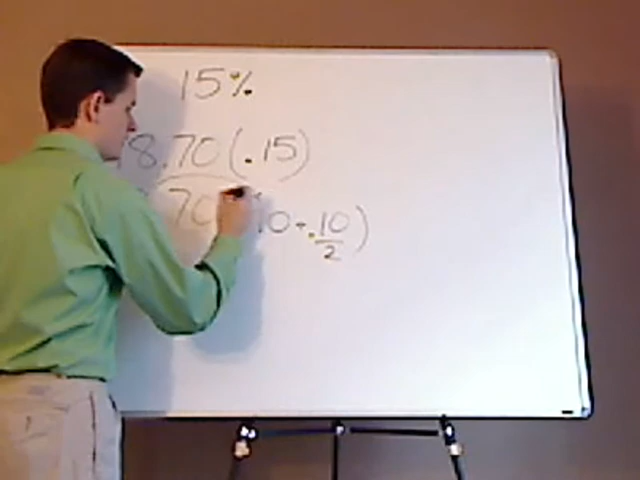 15%
8.70 (.15)
70 10 + .10/2 )